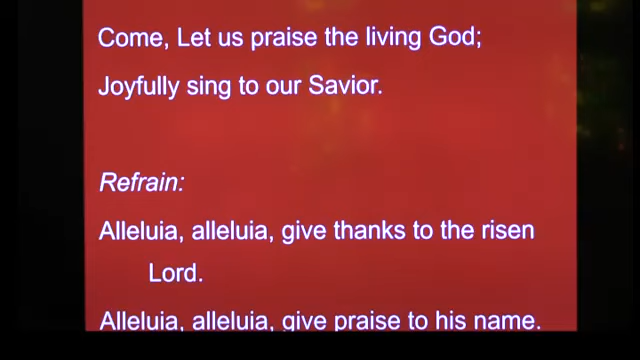 Come, Let us praise the living God;
Joyfully sing to our Savior.
Refrain:
Alleluia, alleluia, give thanks to the risen
Lord.
Alleluia, alleluia, give praise to his name.